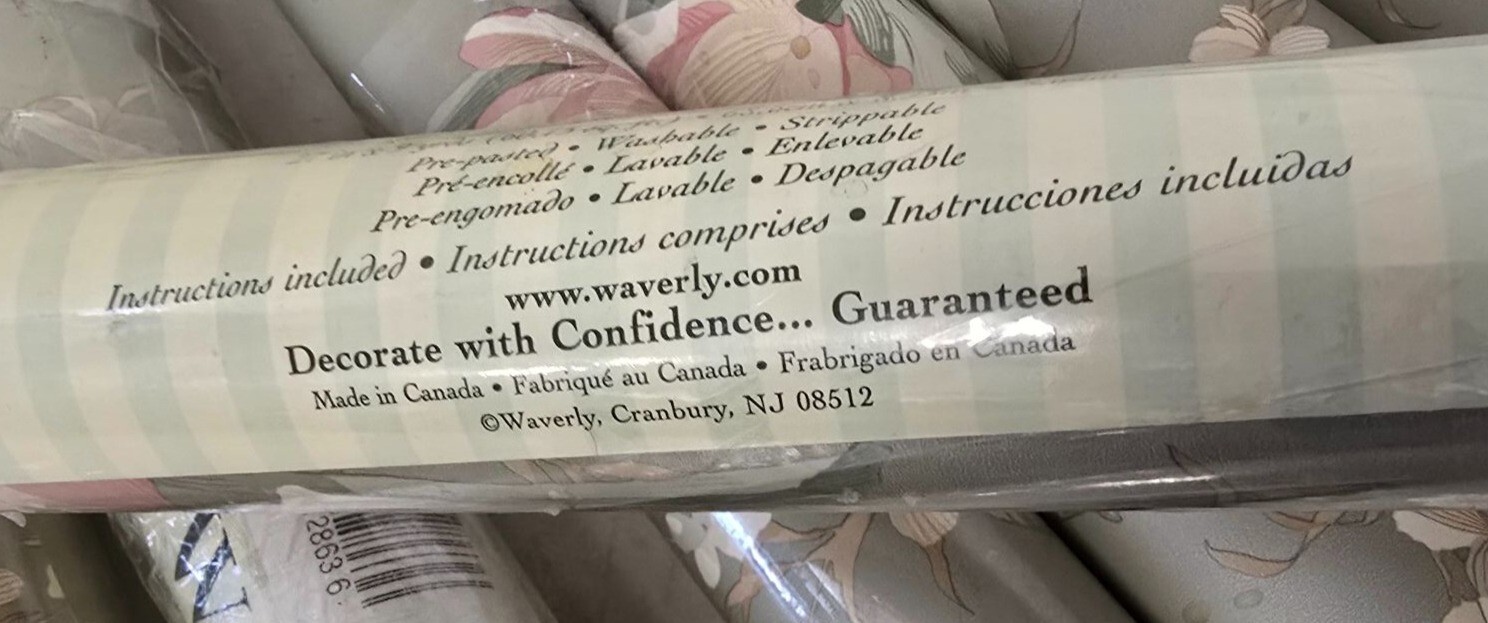 Pre-pasted • Washable • Strippable
Pré-encollé • Lavable • Enlevable
Pre-engomado • Lavable • Despagable
Instructions included • Instructions comprises • Instrucciones incluidas
www.waverly.com
Decorate with Confidence... Guaranteed
Made in Canada • Fabriqué au Canada • Frabrigado en Canada
©Waverly, Cranbury, NJ 08512
2863 6